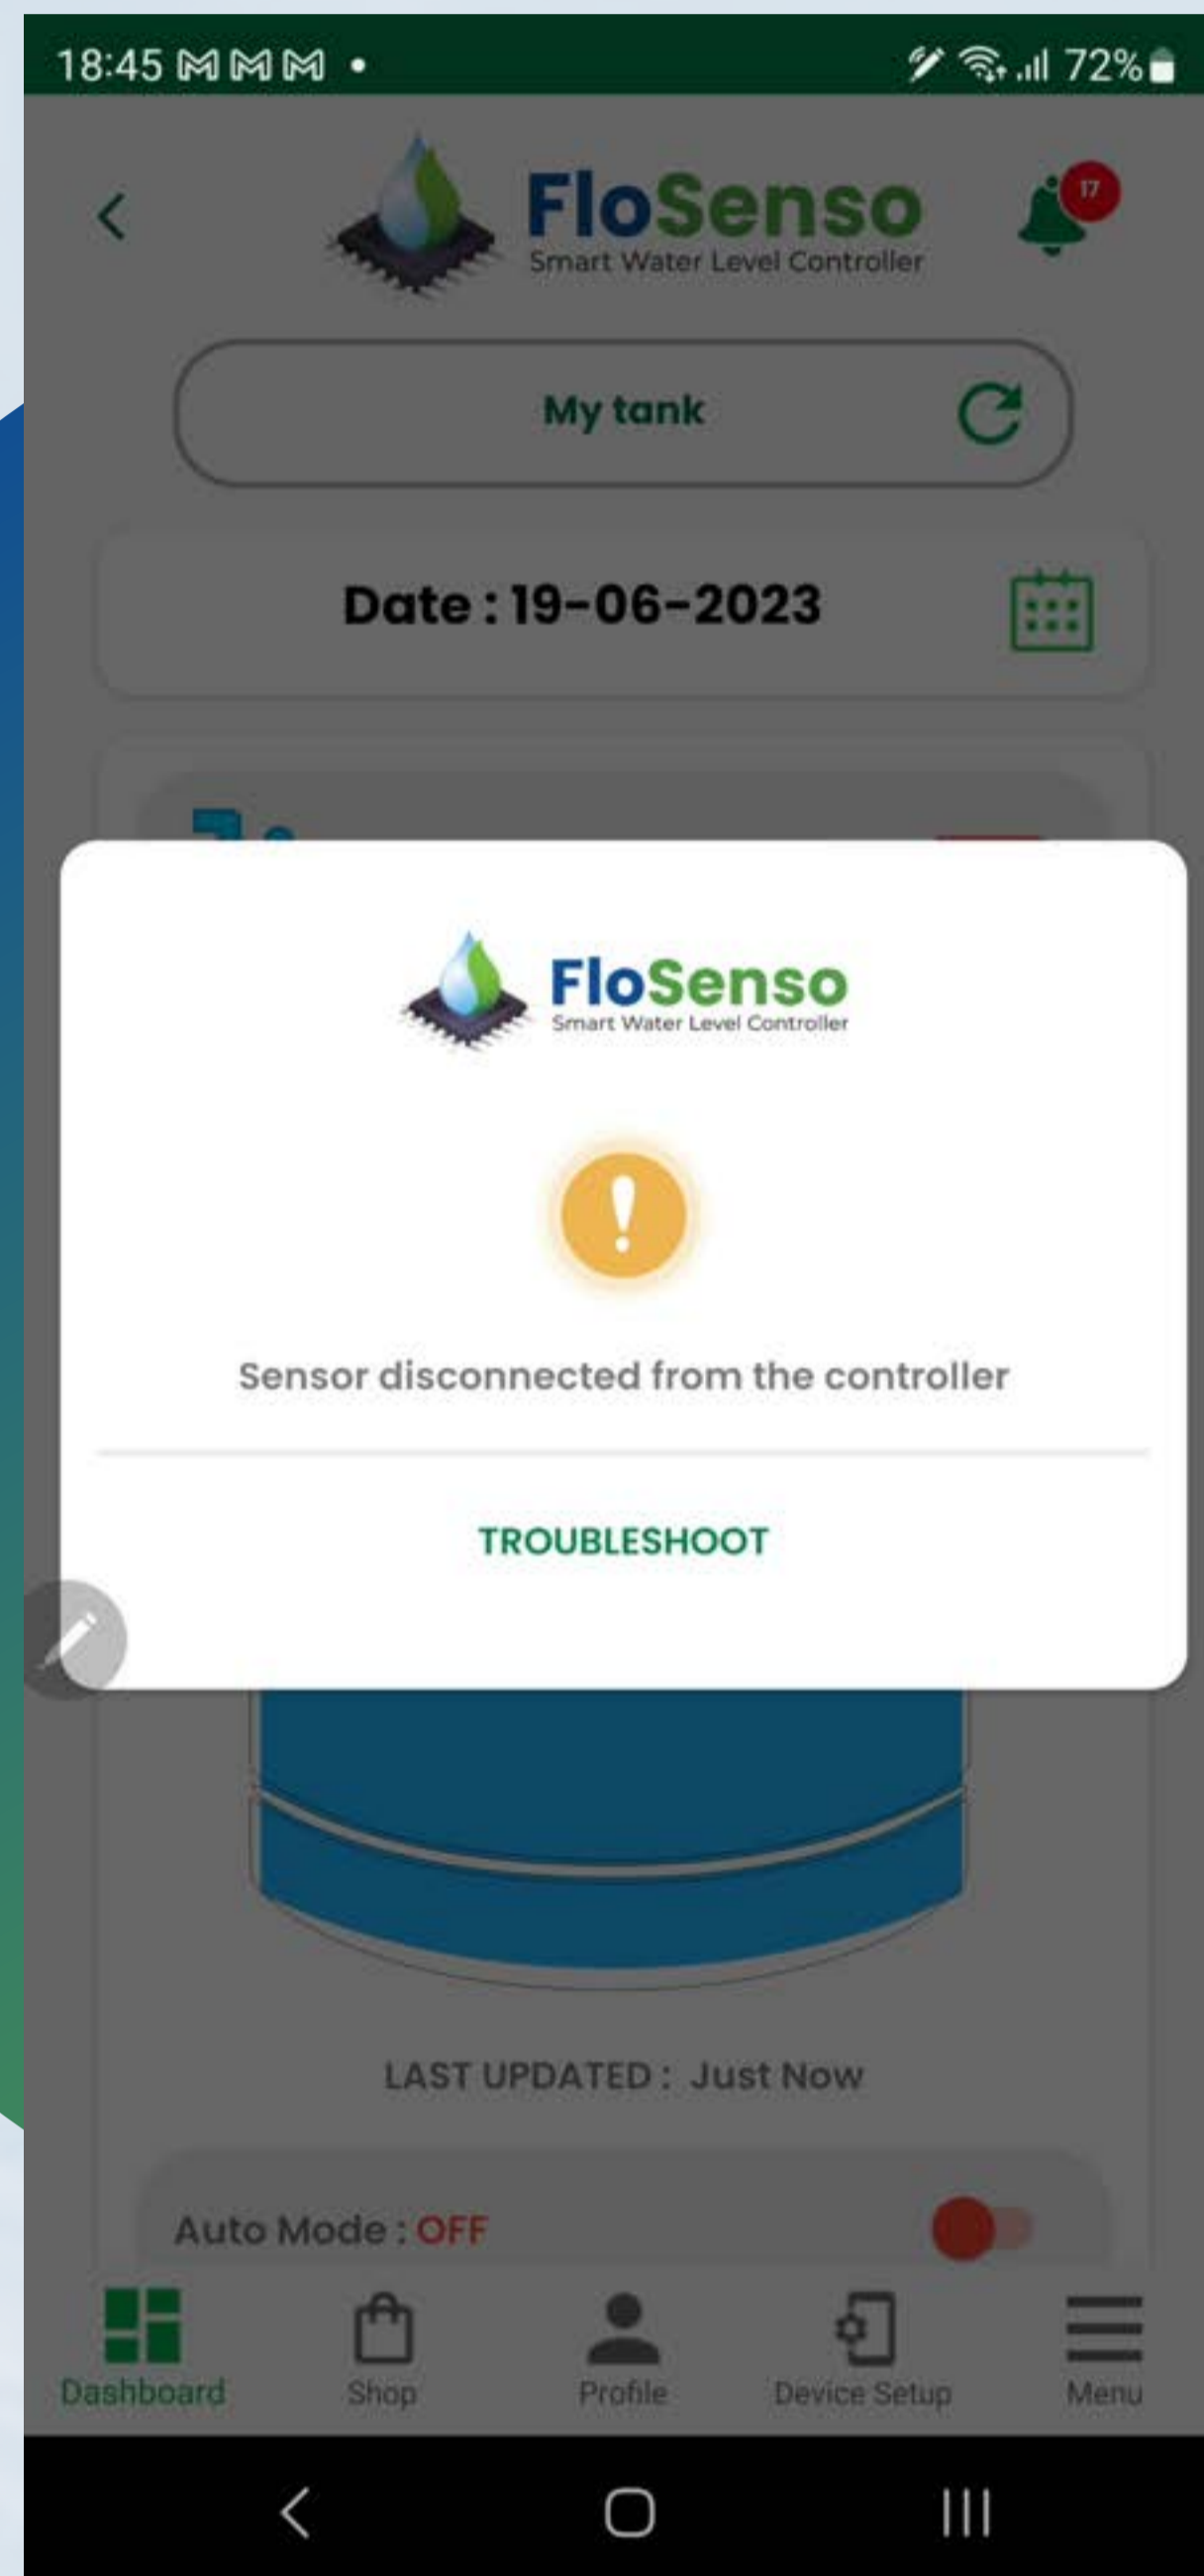 18:45
72%
FloSenso
Smart Water Level Controller
17
My tank
Date : 19-06-2023
FloSenso
Smart Water Level Controller
!
Sensor disconnected from the controller
TROUBLESHOOT
LAST UPDATED : Just Now
Auto Mode : OFF
Dashboard
Shop
Profile
Device Setup
Menu